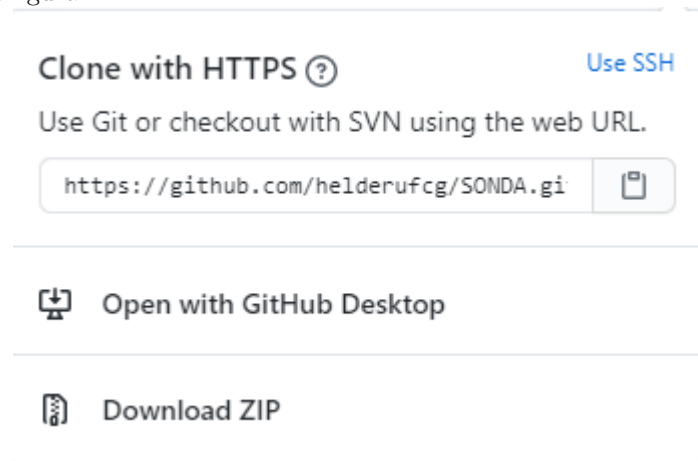 Clone with HTTPS ?
Use SSH
Use Git or checkout with SVN using the web URL.
https://github.com/helderufcg/SONDA.gi
Open with GitHub Desktop
Download ZIP